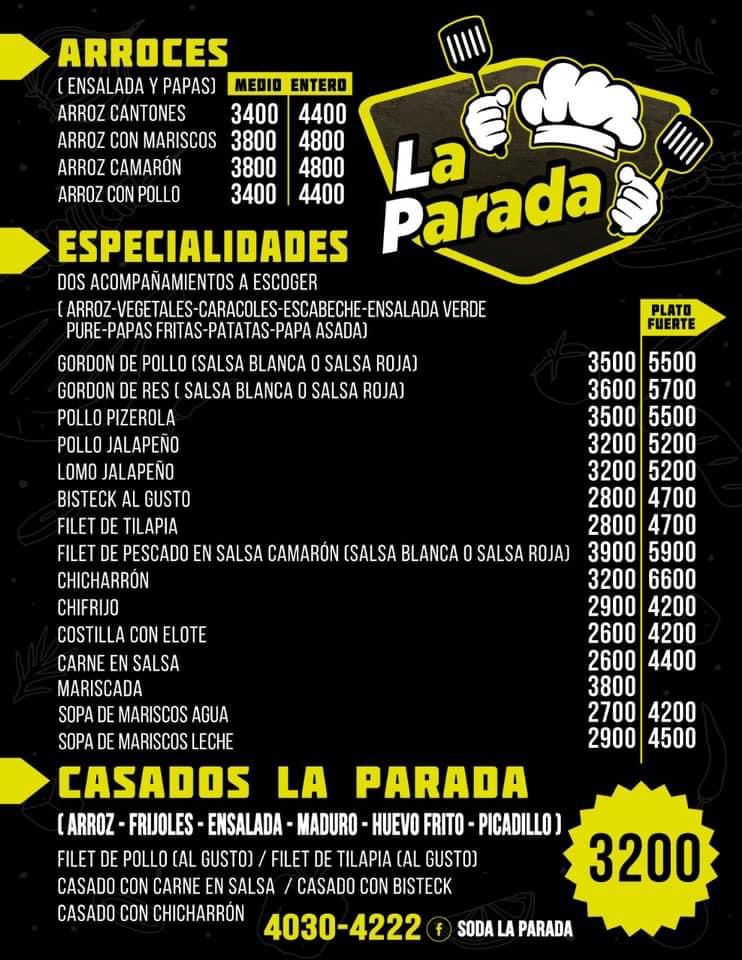 ARROCES
( ENSALADA Y PAPAS) MEDIO ENTERO
ARROZ CANTONES 3400 4400
ARROZ CON MARISCOS 3800 4800
ARROZ CAMARÓN 3800 4800
ARROZ CON POLLO 3400 4400
La
Parada
ESPECIALIDADES
DOS ACOMPAÑAMIENTOS A ESCOGER
( ARROZ-VEGETALES-CARACOLES-ESCABECHE-ENSALADA VERDE
PURE-PAPAS FRITAS-PATATAS-PAPA ASADA)
PLATO
FUERTE
GORDON DE POLLO (SALSA BLANCA O SALSA ROJA) 3500 5500
GORDON DE RES ( SALSA BLANCA O SALSA ROJA) 3600 5700
POLLO PIZEROLA 3500 5500
POLLO JALAPEÑO 3200 5200
LOMO JALAPEÑO 3200 5200
BISTECK AL GUSTO 2800 4700
FILET DE TILAPIA 2800 4700
FILET DE PESCADO EN SALSA CAMARÓN (SALSA BLANCA O SALSA ROJA) 3900 5900
CHICHARRÓN 3200 6600
CHIFRIJO 2900 4200
COSTILLA CON ELOTE 2600 4200
CARNE EN SALSA 2600 4400
MARISCADA 3800
SOPA DE MARISCOS AGUA 2700 4200
SOPA DE MARISCOS LECHE 2900 4500
CASADOS LA PARADA
( ARROZ - FRIJOLES - ENSALADA - MADURO - HUEVO FRITO - PICADILLO )
FILET DE POLLO (AL GUSTO) / FILET DE TILAPIA (AL GUSTO)
CASADO CON CARNE EN SALSA / CASADO CON BISTECK
CASADO CON CHICHARRÓN
3200
4030-4222 f SODA LA PARADA